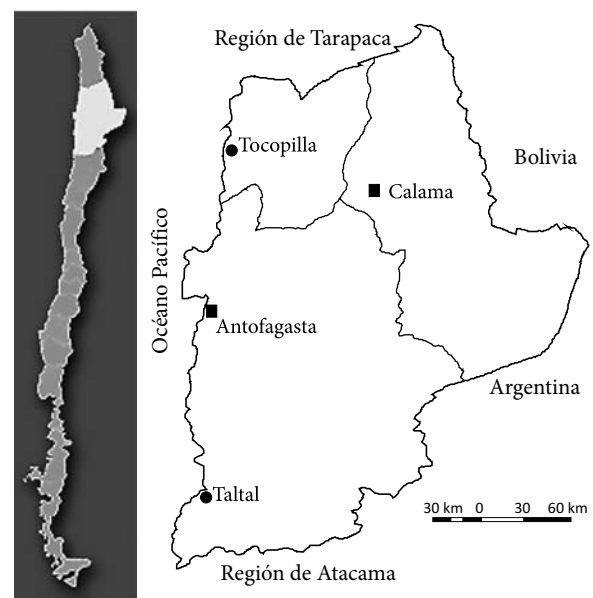 Región de Tarapaca
Tocopilla
Bolivia
Calama
Océano Pacífico
Antofagasta
Argentina
Taltal
30 km 0 30 60 km
Región de Atacama